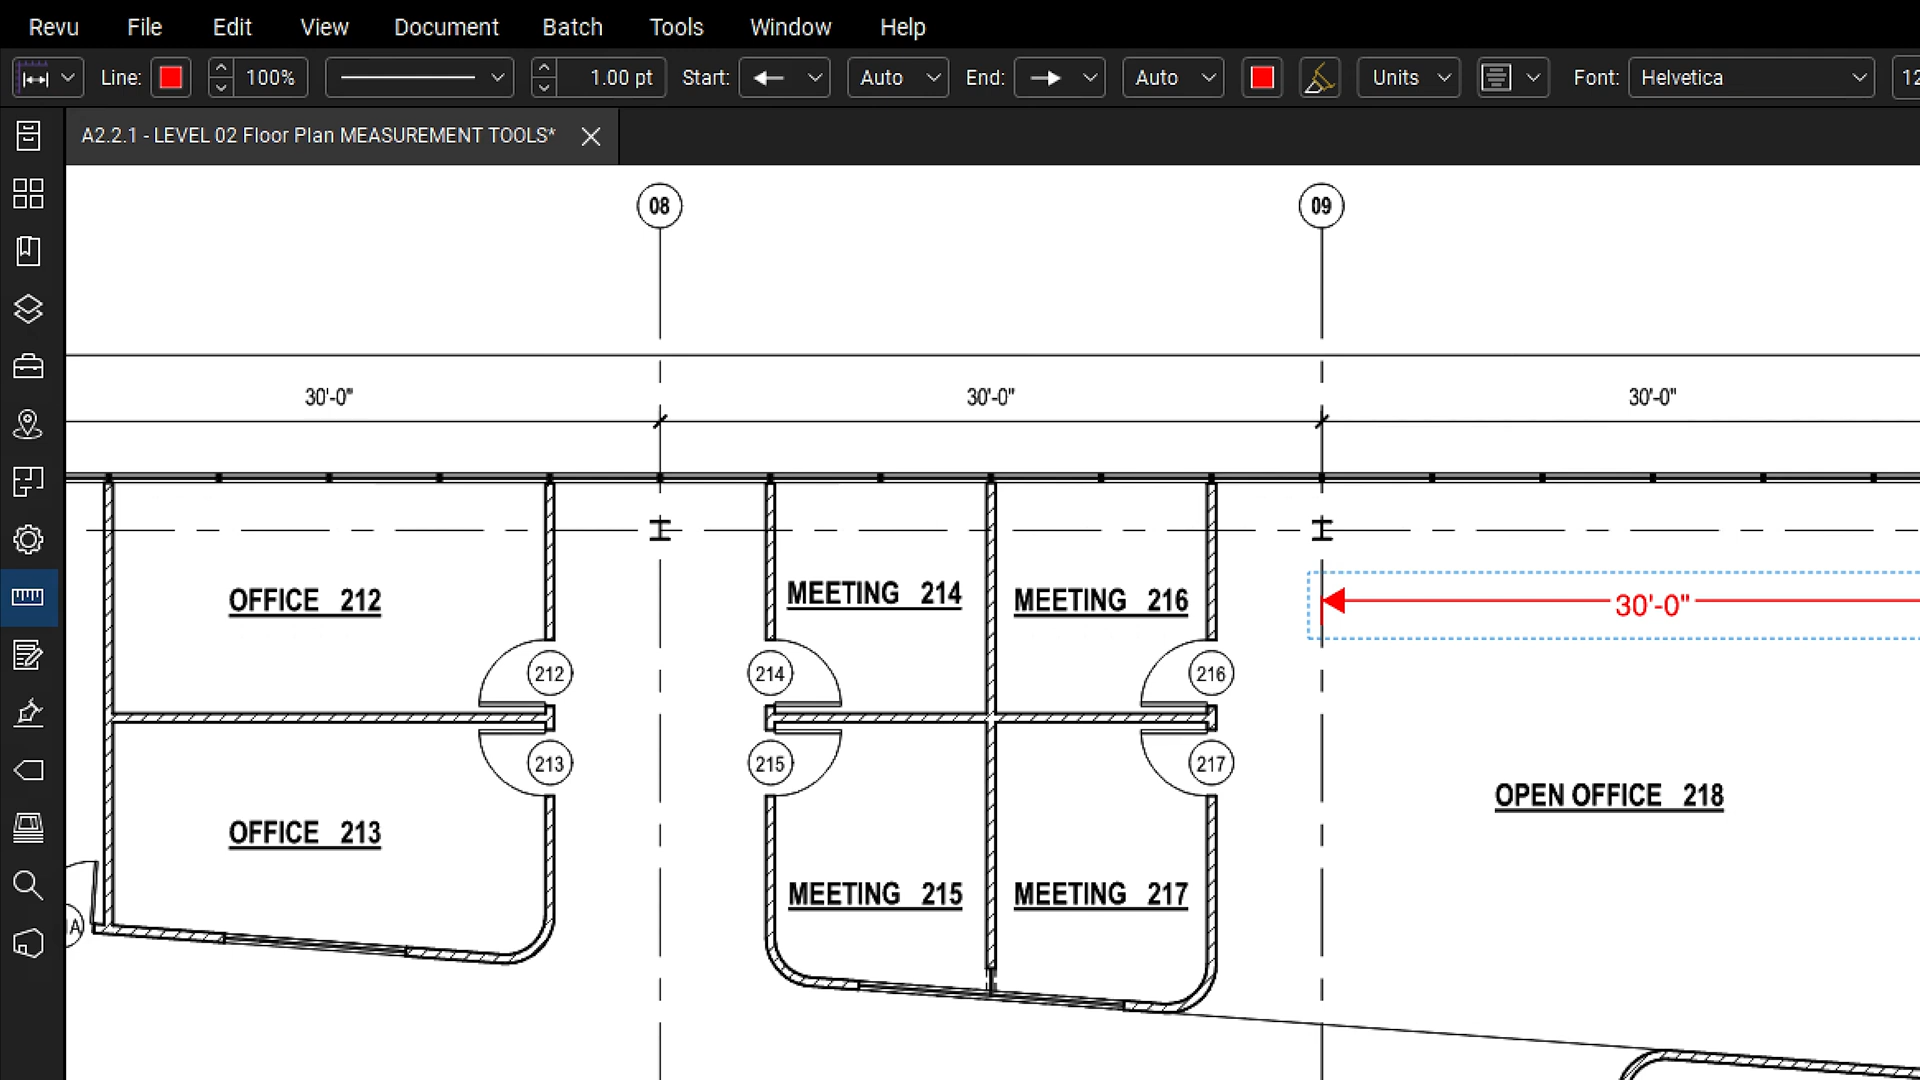 Revu File Edit View Document Batch Tools Window Help
Line: 100% 1.00 pt Start: Auto End: Auto Units Font: Helvetica 12
A2.2.1 - LEVEL 02 Floor Plan MEASUREMENT TOOLS*
08 09
30'-0" 30'-0" 30'-0"
OFFICE 212 MEETING 214 MEETING 216 30'-0"
212 214 216
213 215 217
OPEN OFFICE 218
OFFICE 213 MEETING 215 MEETING 217
A